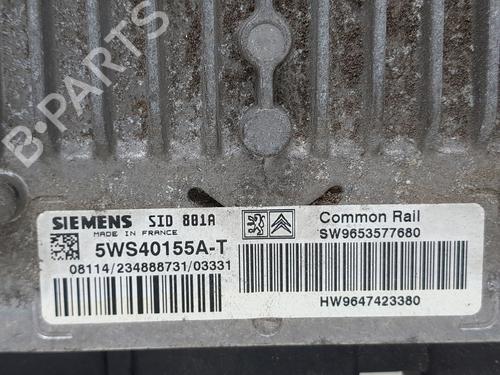 B-PARTS
SIEMENS SID 801A
MADE IN FRANCE
5WS40155A-T
08114/234888731/03331
Common Rail
SW9653577680
HW9647423380